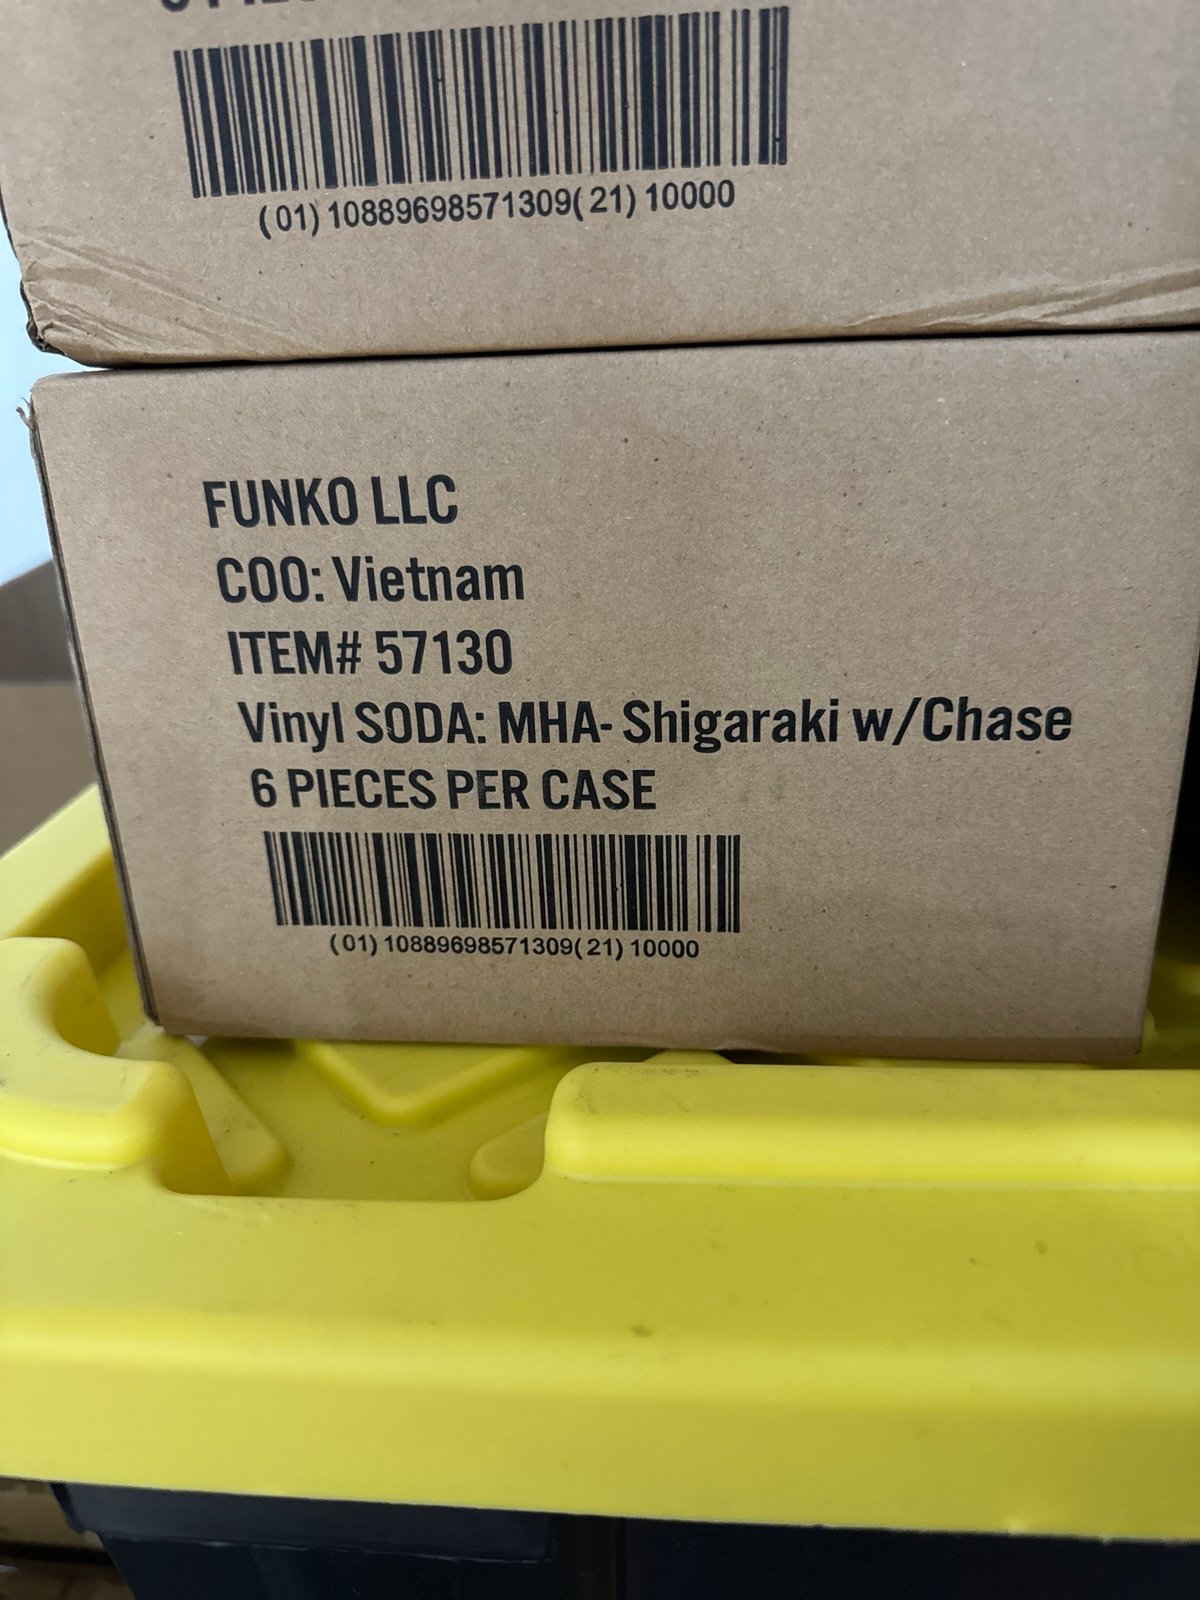 (01) 10889698571309(21) 10000
FUNKO LLC
COO: Vietnam
ITEM# 57130
Vinyl SODA: MHA- Shigaraki w/Chase
6 PIECES PER CASE
(01) 10889698571309(21) 10000